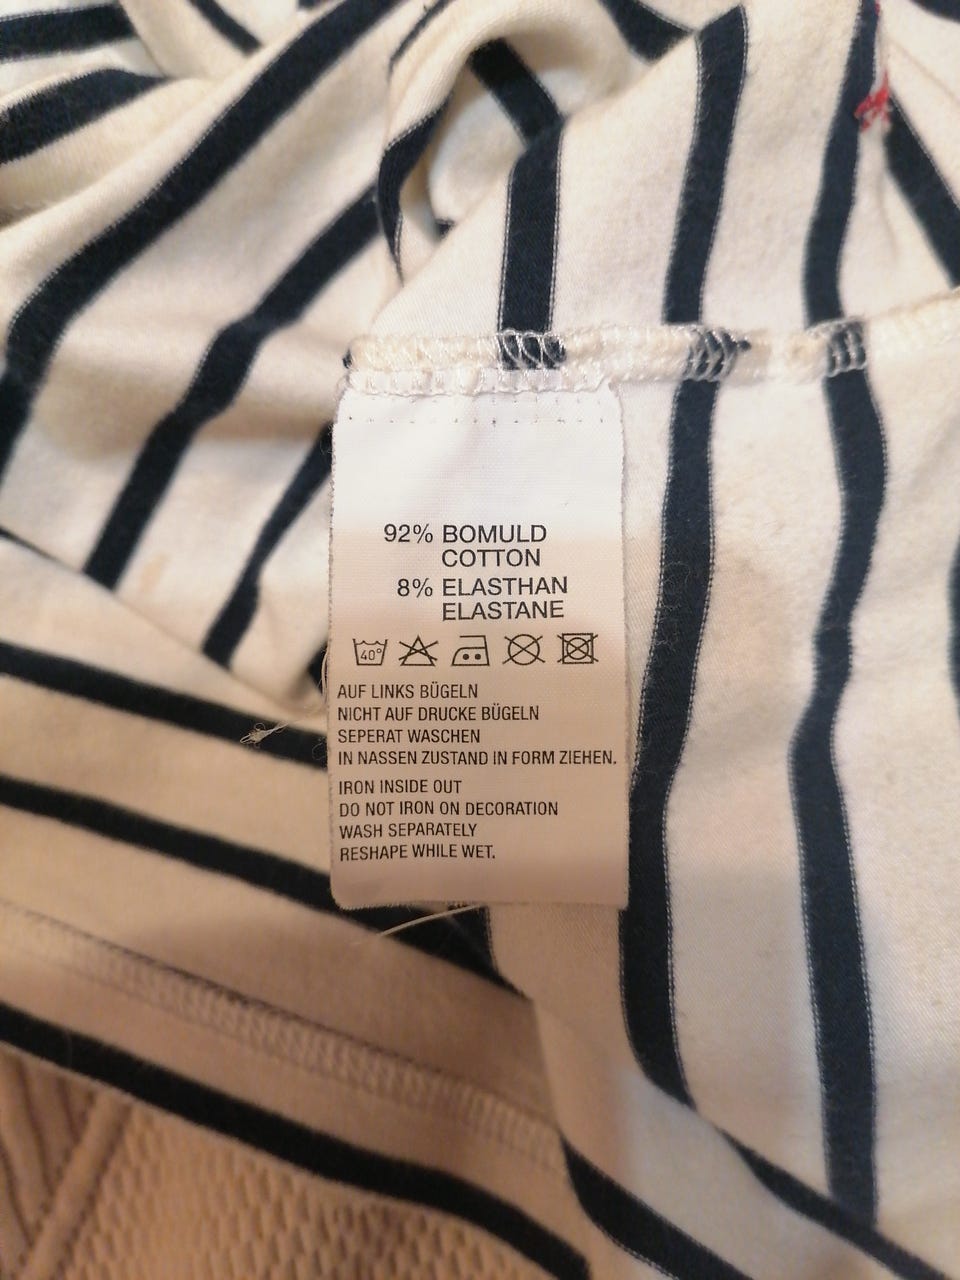 92% BOMULD
COTTON
8% ELASTHAN
ELASTANE
40°
AUF LINKS BÜGELN
NICHT AUF DRUCKE BÜGELN
SEPERAT WASCHEN
IN NASSEN ZUSTAND IN FORM ZIEHEN.
IRON INSIDE OUT
DO NOT IRON ON DECORATION
WASH SEPARATELY
RESHAPE WHILE WET.